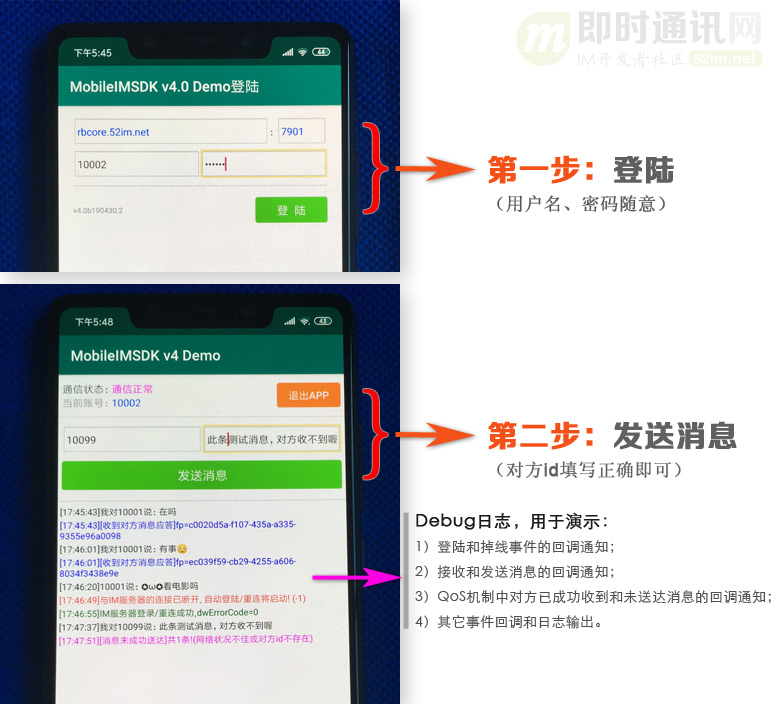 即时通讯网
IM开发者社区 52im.net
下午5:45
44
MobileIMSDK v4.0 Demo登陆
rbcore.52im.net : 7901
10002
••••••
v4.0b190430.2
登 陆
第一步：登陆
（用户名、密码随意）
下午5:48
43
MobileIMSDK v4 Demo
通信状态：通信正常
当前账号：10002
退出APP
10099
此条测试消息，对方收不到喔
发送消息
第二步：发送消息
（对方id填写正确即可）
[17:45:43]我对10001说：在吗
[17:45:43][收到对方消息应答]fp=c0020d5a-f107-435a-a335-
9355e96a0098
[17:46:01]我对10001说：有事😪
[17:46:01][收到对方消息应答]fp=ec039f59-cb29-4255-a606-
8034f3438e9e
[17:46:20]10001说：✪ω✪看电影吗
[17:46:49]与IM服务器的连接已断开, 自动登陆/重连将启动! (-1)
[17:46:55]IM服务器登录/重连成功,dwErrorCode=0
[17:47:37]我对10099说：此条测试消息，对方收不到喔
[17:47:51][消息未成功送达]共1条!(网络状况不佳或对方id不存在)
Debug日志，用于演示：
1）登陆和掉线事件的回调通知；
2）接收和发送消息的回调通知；
3）QoS机制中对方已成功收到和未送达消息的回调通知；
4）其它事件回调和日志输出。